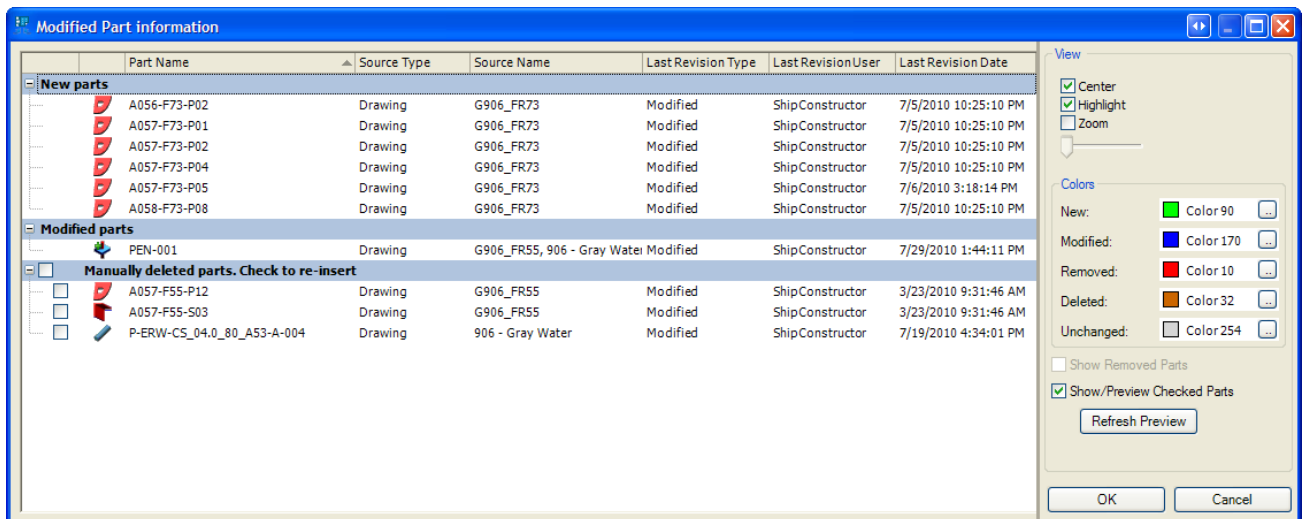 Modified Part information
Part Name Source Type Source Name Last Revision Type Last Revision User Last Revision Date
New parts
A056-F73-P02 Drawing G906_FR73 Modified ShipConstructor 7/5/2010 10:25:10 PM
A057-F73-P01 Drawing G906_FR73 Modified ShipConstructor 7/5/2010 10:25:10 PM
A057-F73-P02 Drawing G906_FR73 Modified ShipConstructor 7/5/2010 10:25:10 PM
A057-F73-P04 Drawing G906_FR73 Modified ShipConstructor 7/5/2010 10:25:10 PM
A057-F73-P05 Drawing G906_FR73 Modified ShipConstructor 7/6/2010 3:18:14 PM
A058-F73-P08 Drawing G906_FR73 Modified ShipConstructor 7/5/2010 10:25:10 PM
Modified parts
PEN-001 Drawing G906_FR55, 906 - Gray Water Modified ShipConstructor 7/29/2010 1:44:11 PM
Manually deleted parts. Check to re-insert
A057-F55-P12 Drawing G906_FR55 Modified ShipConstructor 3/23/2010 9:31:46 AM
A057-F55-S03 Drawing G906_FR55 Modified ShipConstructor 3/23/2010 9:31:46 AM
P-ERW-CS_04.0_80_A53-A-004 Drawing 906 - Gray Water Modified ShipConstructor 7/19/2010 4:34:01 PM
View
Center
Highlight
Zoom
Colors
New: Color 90 ..
Modified: Color 170 ..
Removed: Color 10 ..
Deleted: Color 32 ..
Unchanged: Color 254 ..
Show Removed Parts
Show/Preview Checked Parts
Refresh Preview
OK Cancel